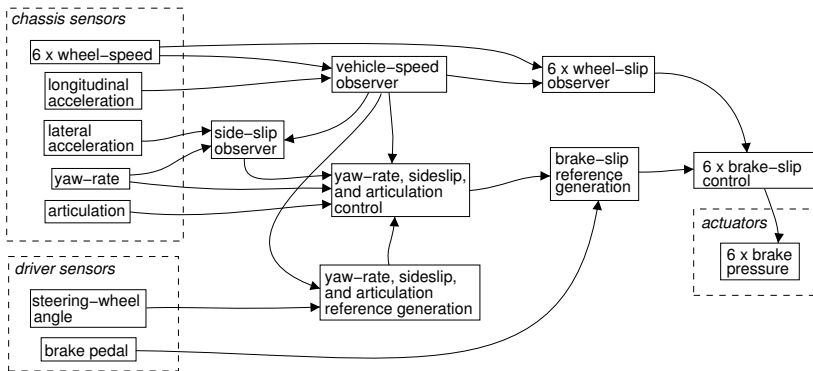 chassis sensors
6 x wheel−speed
longitudinal
acceleration
lateral
acceleration
yaw−rate
articulation
side−slip
observer
vehicle−speed
observer
6 x wheel−slip
observer
yaw−rate, sideslip,
and articulation
control
brake−slip
reference
generation
6 x brake−slip
control
actuators
6 x brake
pressure
driver sensors
steering−wheel
angle
brake pedal
yaw−rate, sideslip,
and articulation
reference generation